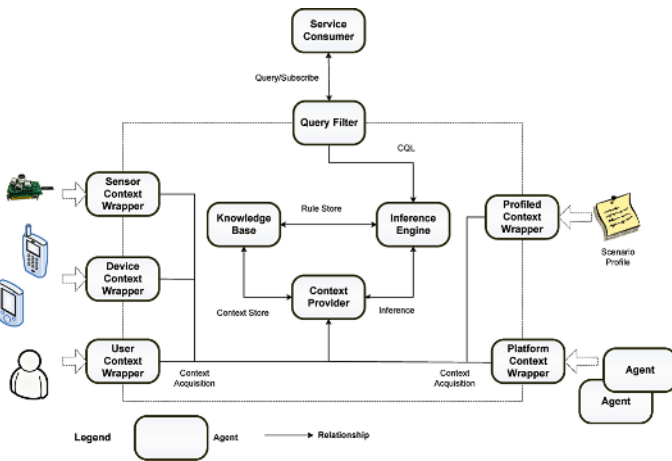 Service
Consumer
Query/Subscribe
Query Filter
CQL
Sensor
Context
Wrapper
Knowledge
Base
Rule Store
Inference
Engine
Profiled
Context
Wrapper
Scenario
Profile
Device
Context
Wrapper
Context
Provider
Context Store
Inference
User
Context
Wrapper
Context
Acquisition
Context
Acquisition
Platform
Context
Wrapper
Agent
Agent
Legend
Agent
Relationship